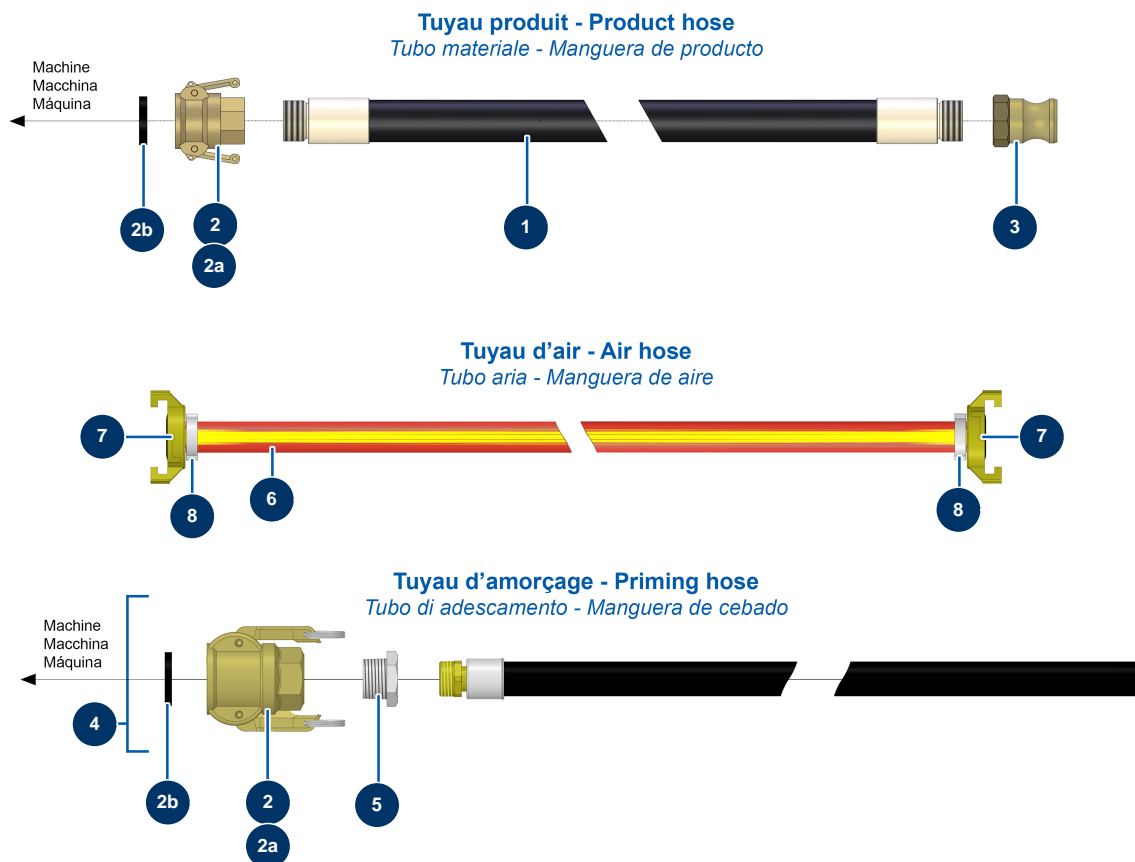 Tuyau produit - Product hose
Tubo materiale - Manguera de producto
Machine
Macchina
Máquina
2b
2
2a
1
3
Tuyau d'air - Air hose
Tubo aria - Manguera de aire
7
7
8
6
8
Tuyau d'amorçage - Priming hose
Tubo di adescamento - Manguera de cebado
Machine
Macchina
Máquina
4
2b
2
2a
5